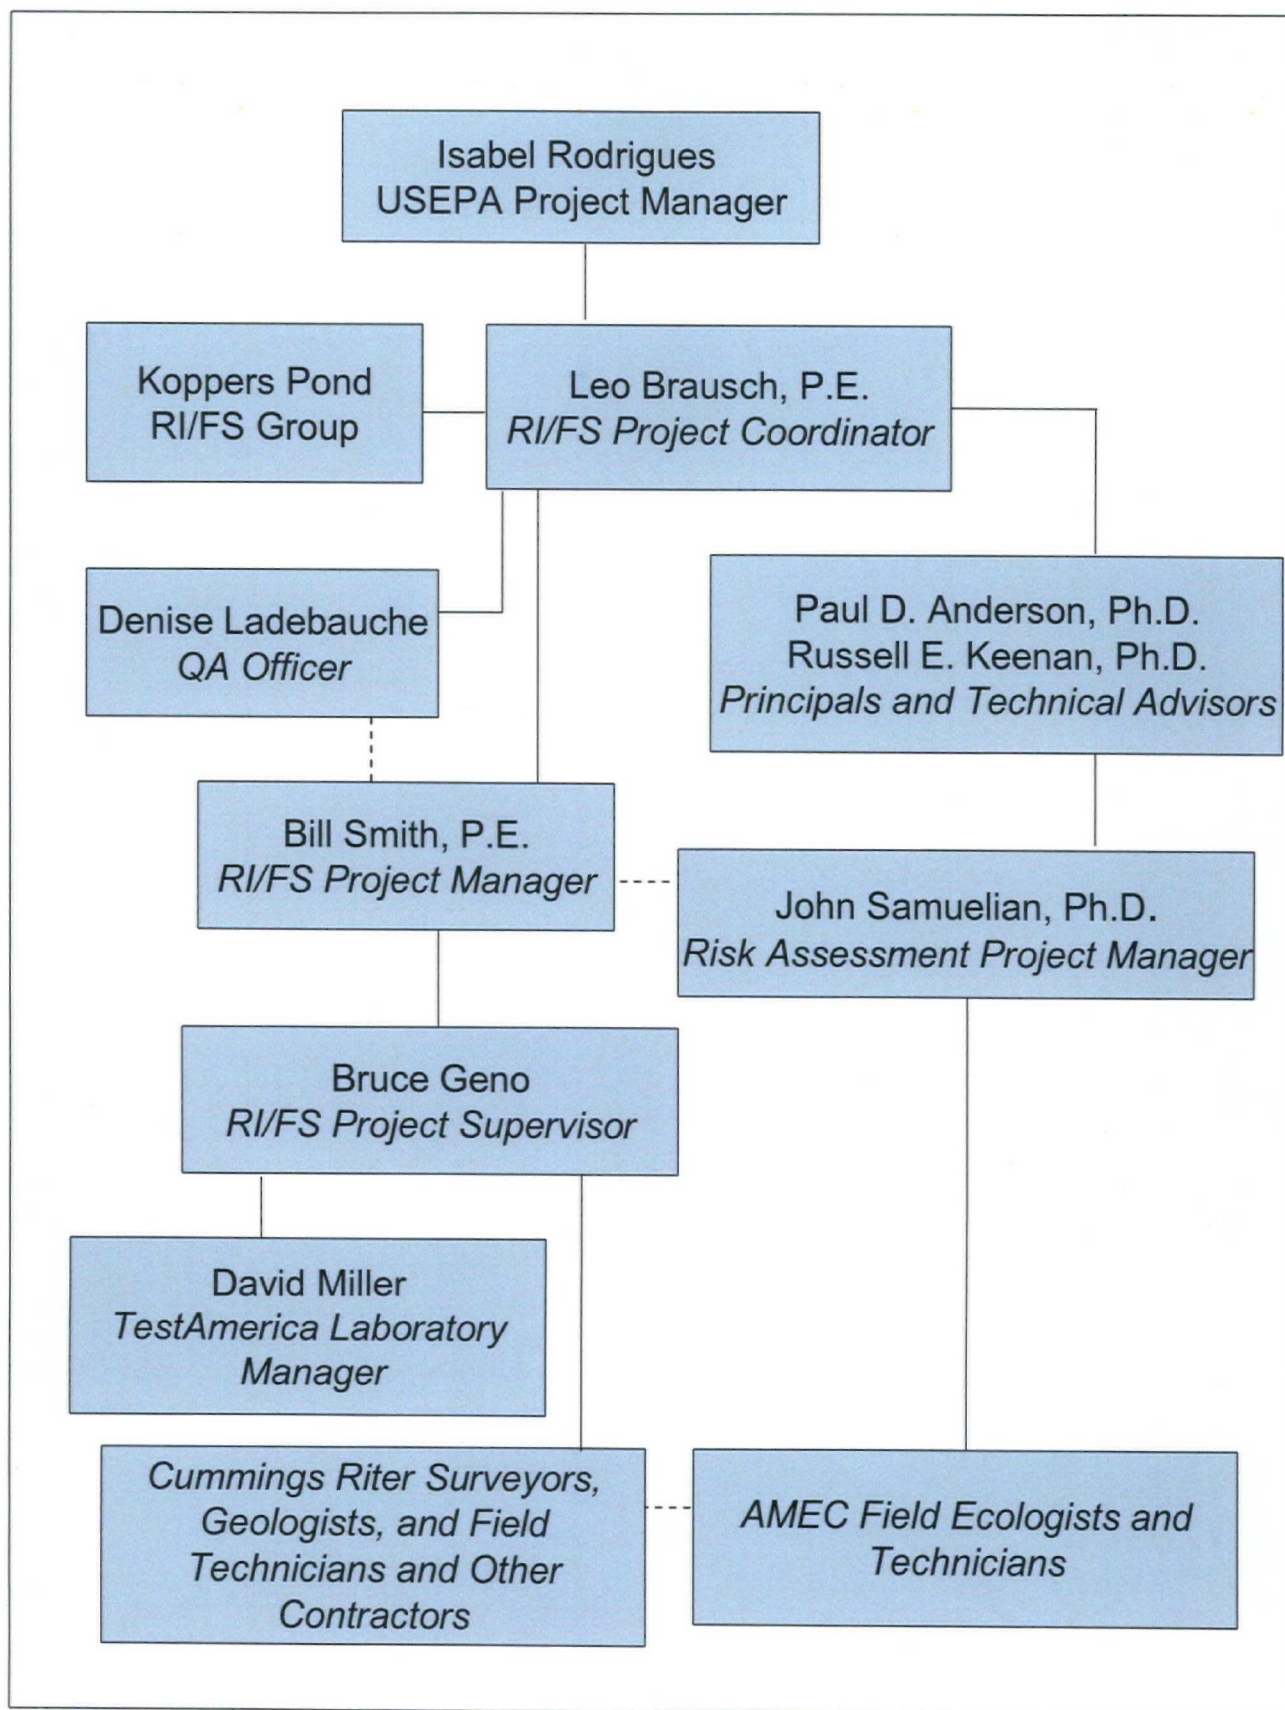 Isabel Rodrigues
USEPA Project Manager
Koppers Pond
RI/FS Group
Leo Brausch, P.E.
RI/FS Project Coordinator
Denise Ladebauche
QA Officer
Paul D. Anderson, Ph.D.
Russell E. Keenan, Ph.D.
Principals and Technical Advisors
Bill Smith, P.E.
RI/FS Project Manager
John Samuelian, Ph.D.
Risk Assessment Project Manager
Bruce Geno
RI/FS Project Supervisor
David Miller
TestAmerica Laboratory
Manager
Cummings Riter Surveyors,
Geologists, and Field
Technicians and Other
Contractors
AMEC Field Ecologists and
Technicians